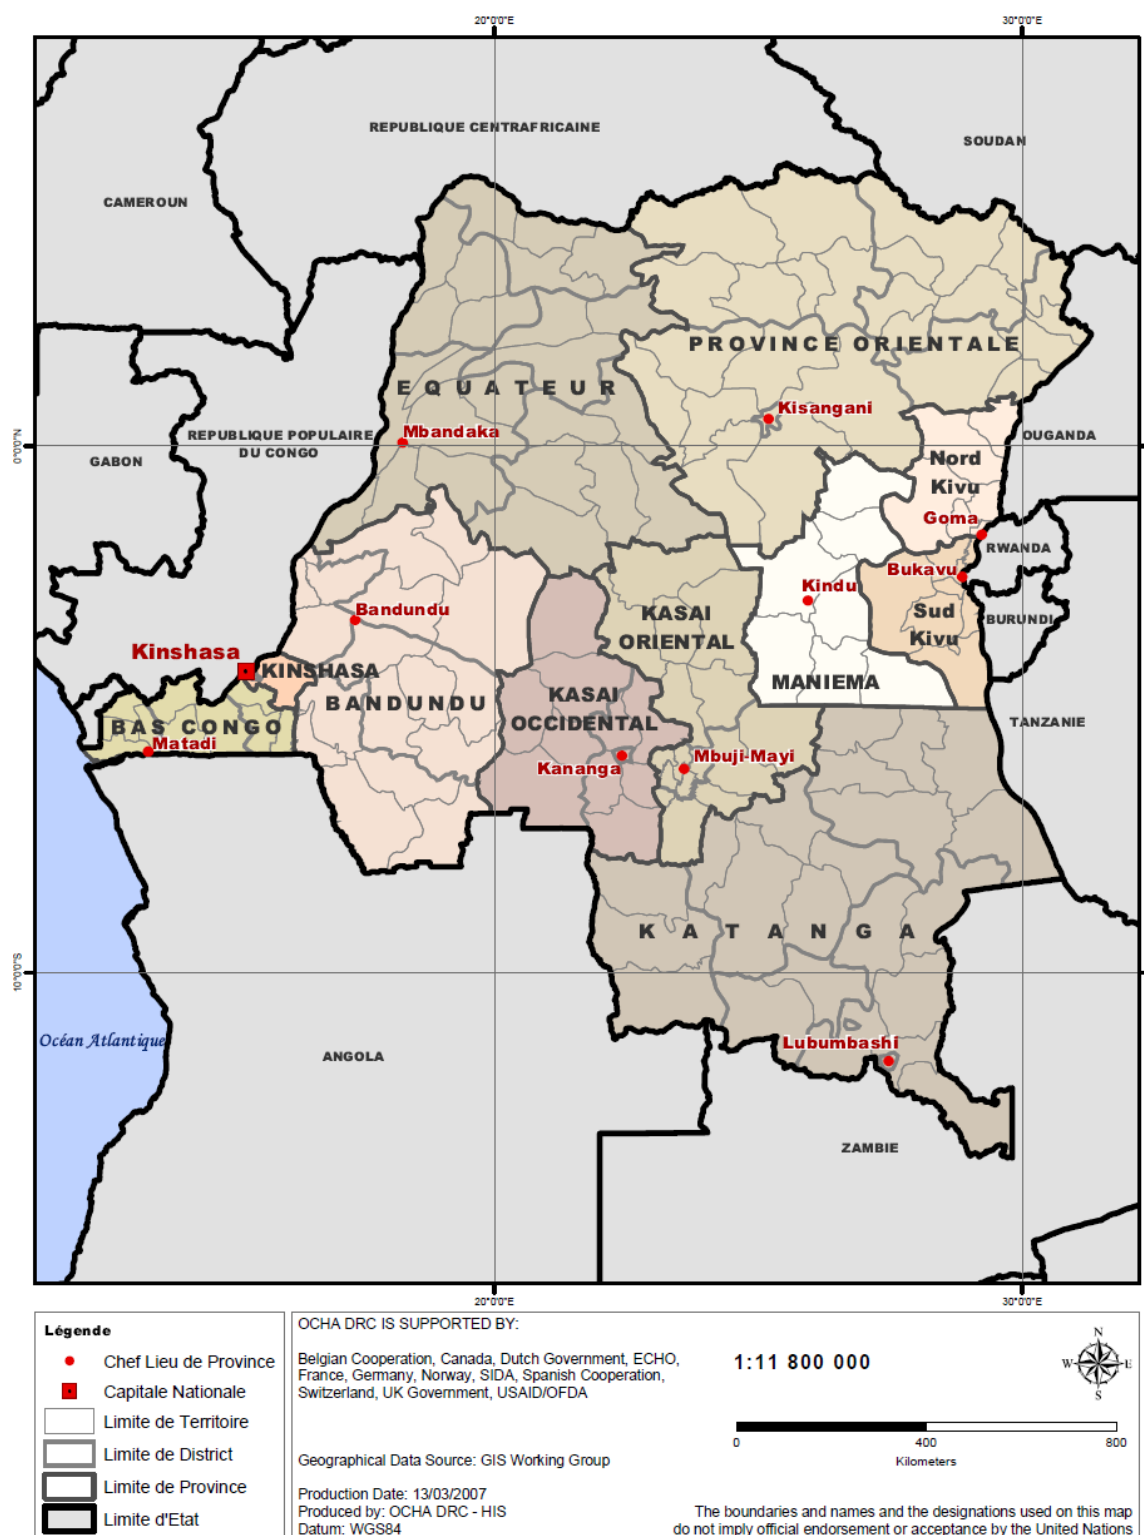 20°0'0"E
30°0'0"E
REPUBLIQUE CENTRAFRICAINE
SOUDAN
CAMEROUN
PROVINCE ORIENTALE
EQUATEUR
Kisangani
Mbandaka
0°0'0"N
REPUBLIQUE POPULAIRE
DU CONGO
GABON
OUGANDA
Nord
Kivu
Goma
RWANDA
Bukavu
Kindu
Bandundu
KASAI
ORIENTAL
Sud
Kivu
BURUNDI
Kinshasa
KINSHASA
MANIEMA
BANDUNDU
KASAI
OCCIDENTAL
TANZANIE
BAS CONGO
Matadi
Kananga
Mbuji-Mayi
KATANGA
10°0'0"S
Océan Atlantique
Lubumbashi
ANGOLA
ZAMBIE
20°0'0"E
30°0'0"E
Légende
Chef Lieu de Province
Capitale Nationale
Limite de Territoire
Limite de District
Limite de Province
Limite d'Etat
OCHA DRC IS SUPPORTED BY:
Belgian Cooperation, Canada, Dutch Government, ECHO,
France, Germany, Norway, SIDA, Spanish Cooperation,
Switzerland, UK Government, USAID/OFDA
Geographical Data Source: GIS Working Group
Production Date: 13/03/2007
Produced by: OCHA DRC - HIS
Datum: WGS84
1:11 800 000
N
W
E
S
0
400
800
Kilometers
The boundaries and names and the designations used on this map
do not imply official endorsement or acceptance by the United Nations